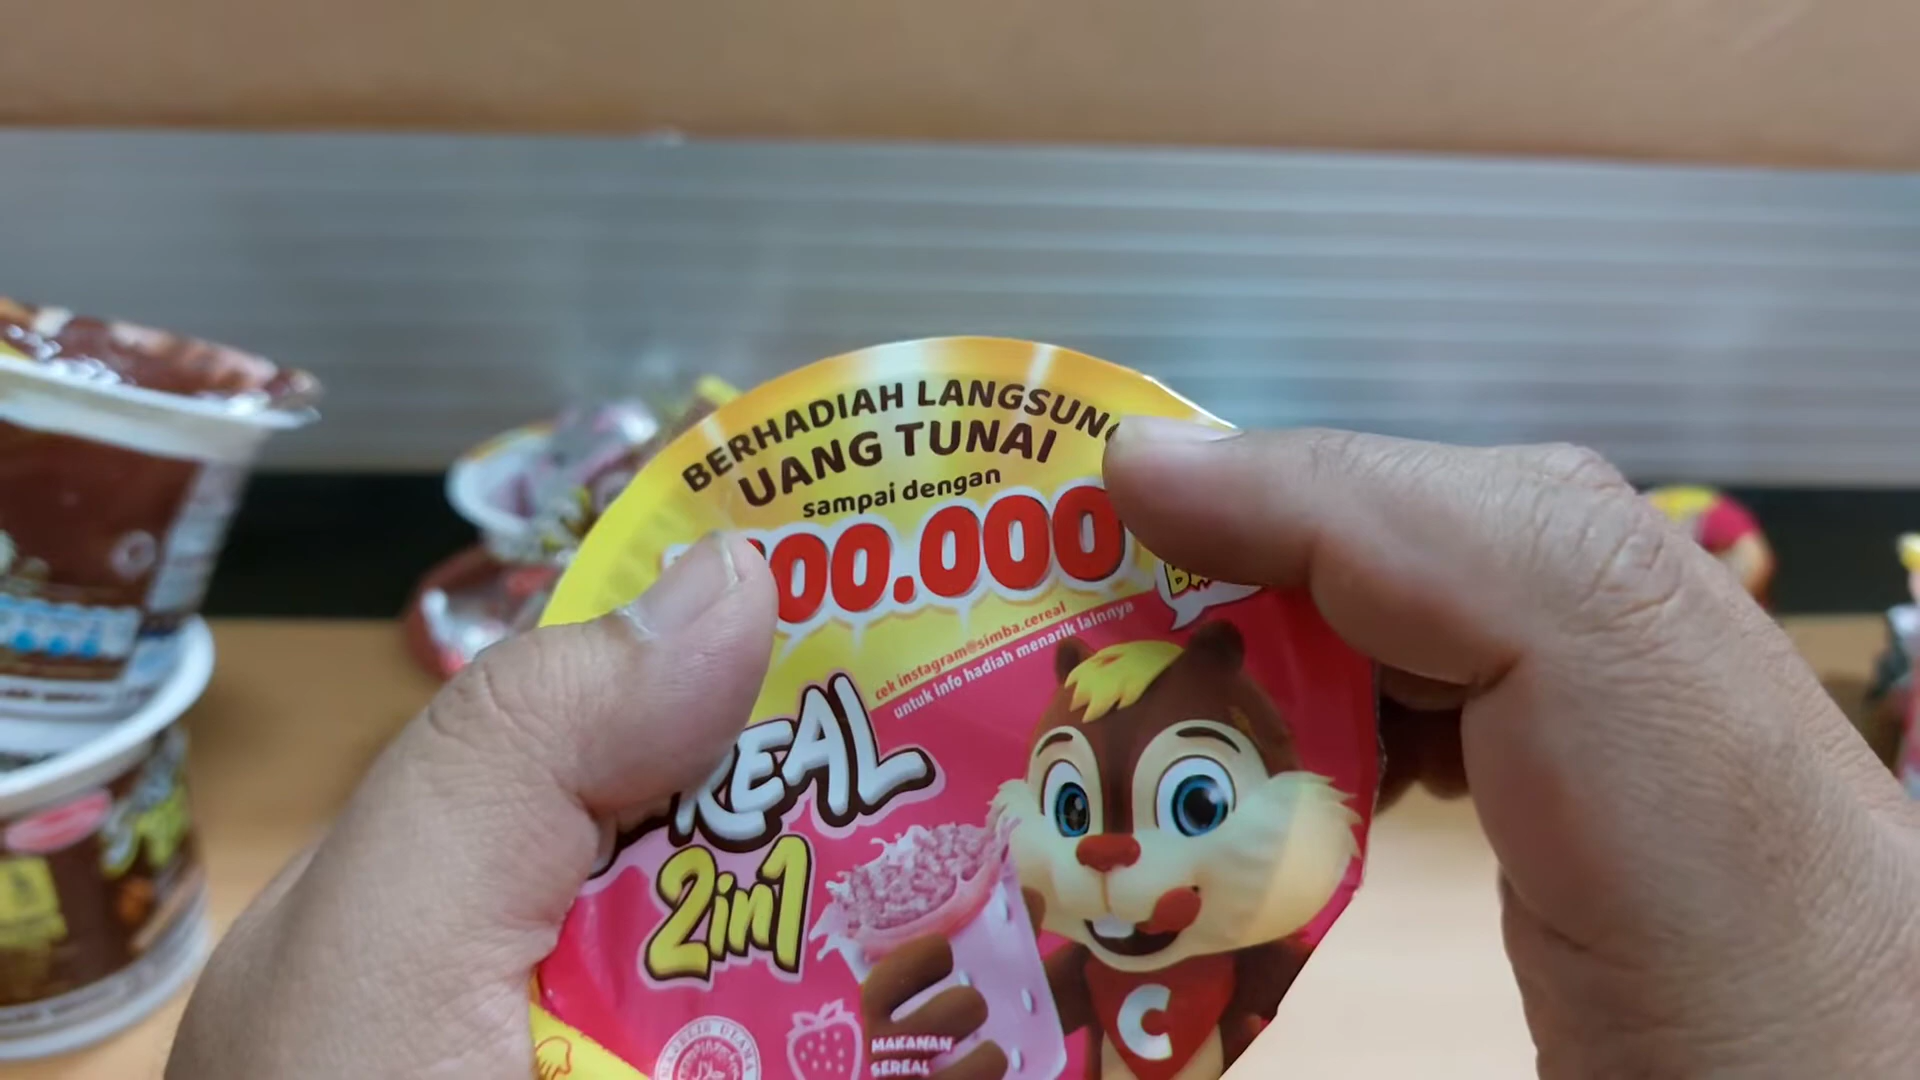 BERHADIAH LANGSUNG
UANG TUNAI
sampai dengan
00.000
cek instagram@simba.cereal
untuk info hadiah menarik lainnya
REAL
2in1
C
MAKANAN
SEREAL